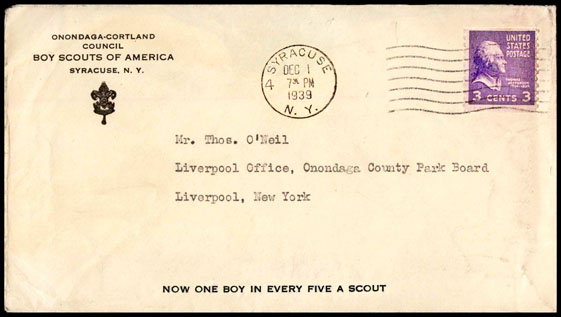 ONONDAGA-CORTLAND
COUNCIL
BOY SCOUTS OF AMERICA
SYRACUSE, N. Y.
SYRACUSE
4
DEC 1
7 PM
1939
N. Y.
UNITED
STATES
POSTAGE
THOMAS
JEFFERSON
3 CENTS 3
Mr. Thos. O'Neil
Liverpool Office, Onondaga County Park Board
Liverpool, New York
NOW ONE BOY IN EVERY FIVE A SCOUT